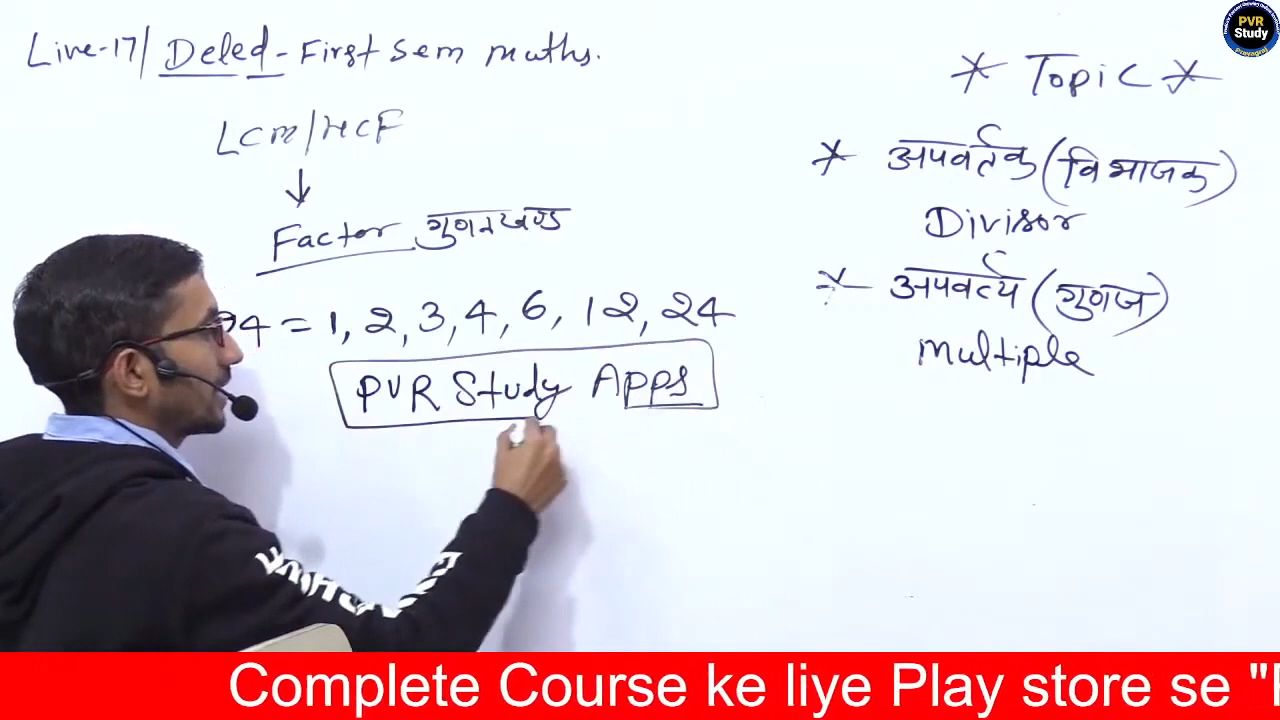 Live-17/ Deled - First Sem maths.
LCM/HCF
Factor गुणनखण्ड
24 = 1, 2, 3, 4, 6, 12, 24
PVR Study Apps
* Topic *
* अपवर्तक (विभाजक)
Divisor
* अपवर्त्य (गुणज)
multiple
PVR
Study
Prayagraj
Complete Course ke liye Play store se "